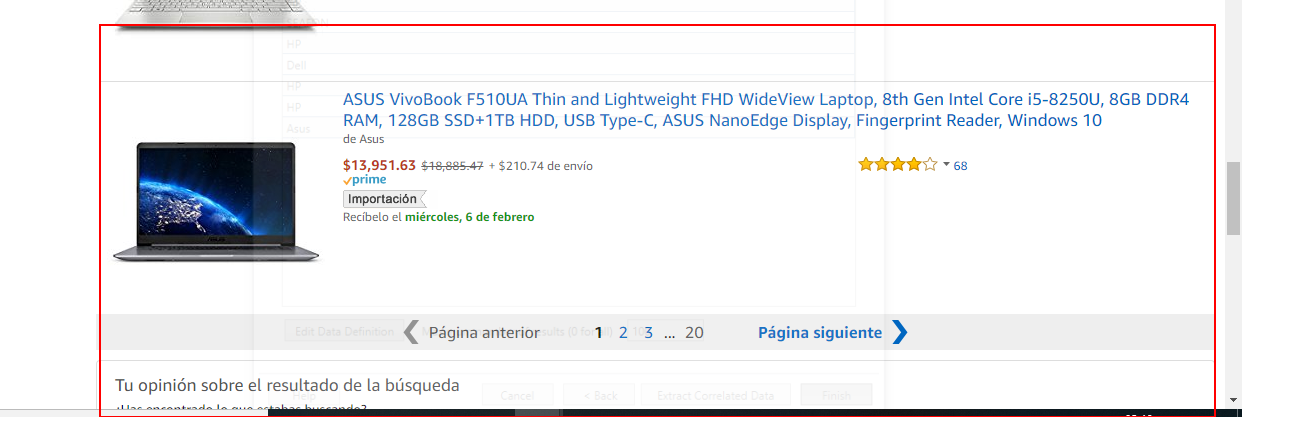 HP
Dell
HP
HP
Asus
ASUS VivoBook F510UA Thin and Lightweight FHD WideView Laptop, 8th Gen Intel Core i5-8250U, 8GB DDR4
RAM, 128GB SSD+1TB HDD, USB Type-C, ASUS NanoEdge Display, Fingerprint Reader, Windows 10
de Asus
$13,951.63 $18,885.47 + $210.74 de envío
68
prime
Importación
Recíbelo el miércoles, 6 de febrero
Edit Data Definition
Página anterior 1 2 3 ... 20 Página siguiente
Tu opinión sobre el resultado de la búsqueda
Help Cancel < Back Extract Correlated Data Finish
¿Has encontrado lo que estabas buscando?